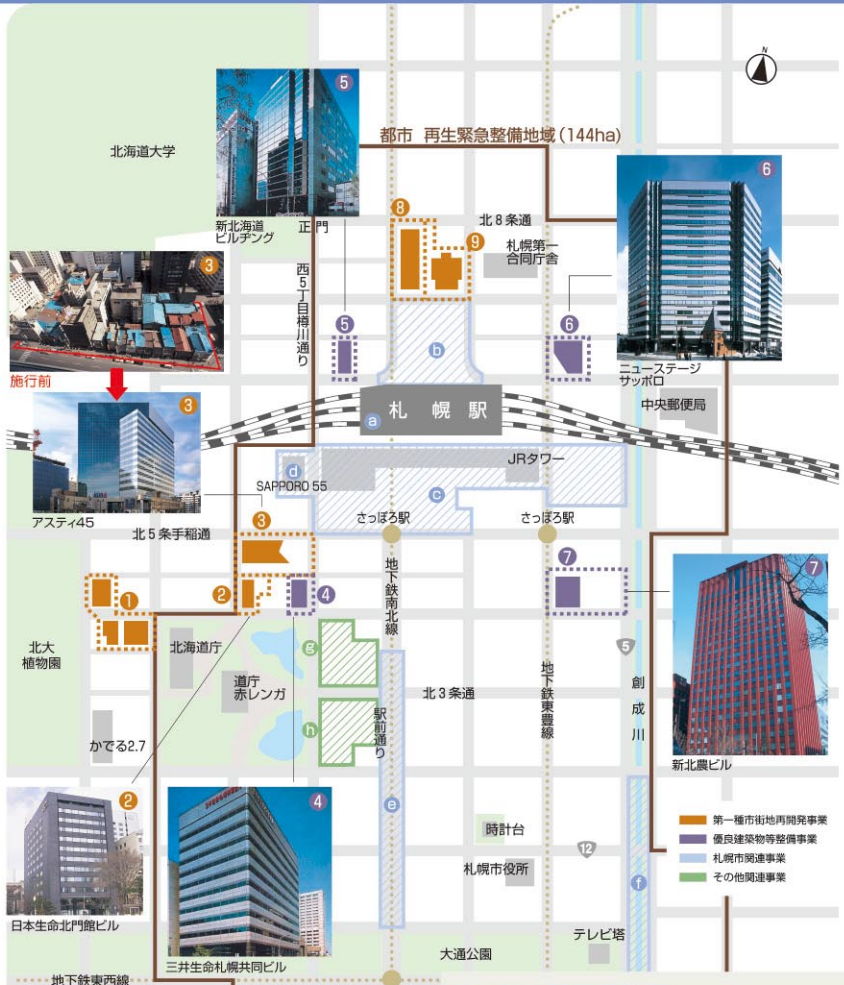 N
北海道大学
⑤
都市 再生緊急整備地域(144ha)
新北海道
ビルヂング
正門
⑥
⑧
北8条通
⑨
札幌第一
合同庁舎
③
施行前
西5丁目樽川通り
⑤
ⓑ
⑥
ニューステージ
サッポロ
中央郵便局
ⓐ
札幌駅
③
アスティ45
ⓓ
SAPPORO 55
JRタワー
ⓒ
北5条手稲通
さっぽろ駅
さっぽろ駅
③
①
②
④
⑦
⑦
地下鉄南北線
北大
植物園
北海道庁
道庁
赤レンガ
ⓖ
ⓗ
北3条通
地下鉄東豊線
5
創成川
新北農ビル
かでる2.7
駅前通り
ⓔ
②
日本生命北門館ビル
④
三井生命札幌共同ビル
時計台
札幌市役所
12
ⓕ
第一種市街地再開発事業
優良建築物等整備事業
札幌市関連事業
その他関連事業
大通公園
テレビ塔
地下鉄東西線